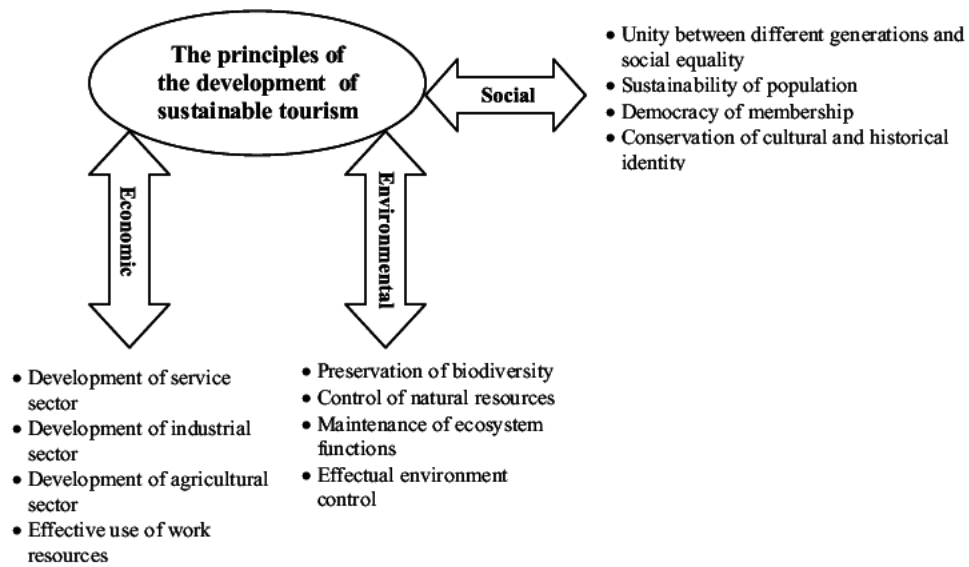 The principles of
the development of
sustainable tourism
Social
• Unity between different generations and
social equality
• Sustainability of population
• Democracy of membership
• Conservation of cultural and historical
identity
Economic
Environmental
• Development of service
sector
• Development of industrial
sector
• Development of agricultural
sector
• Effective use of work
resources
• Preservation of biodiversity
• Control of natural resources
• Maintenance of ecosystem
functions
• Effectual environment
control